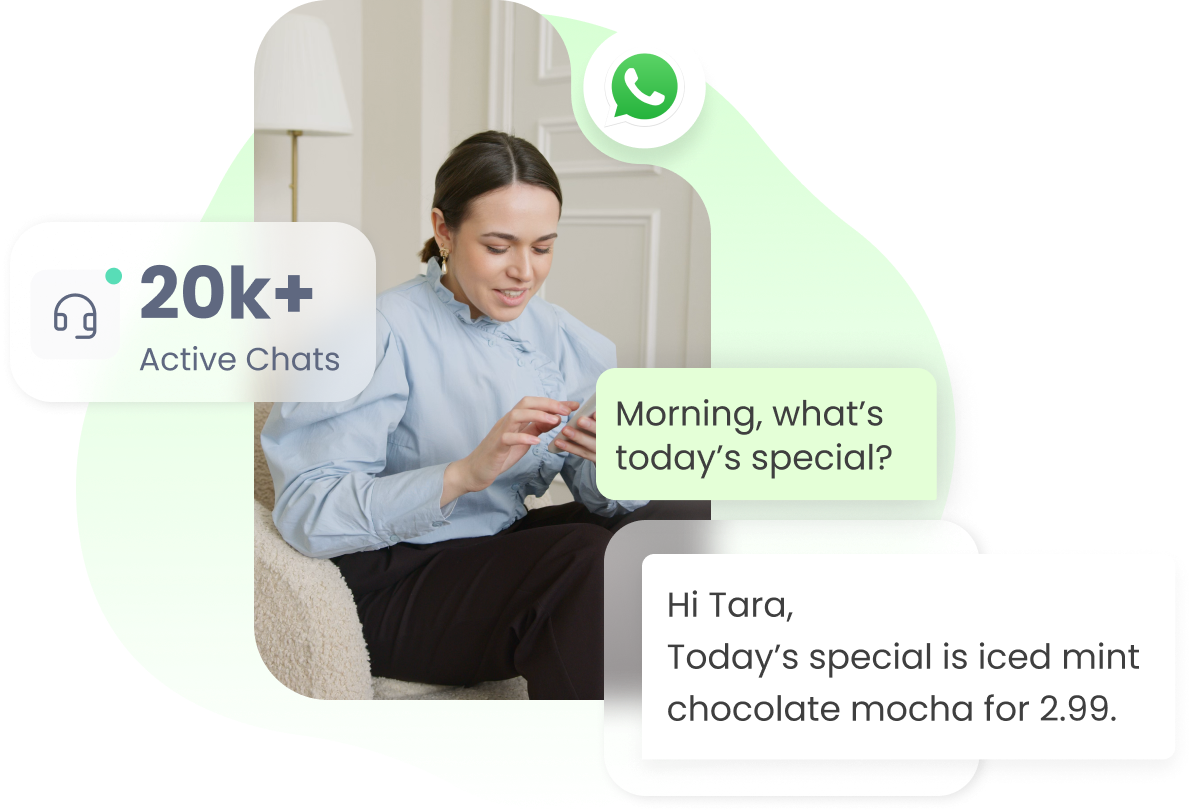 20k+
Active Chats
Morning, what’s
today’s special?
Hi Tara,
Today’s special is iced mint
chocolate mocha for 2.99.